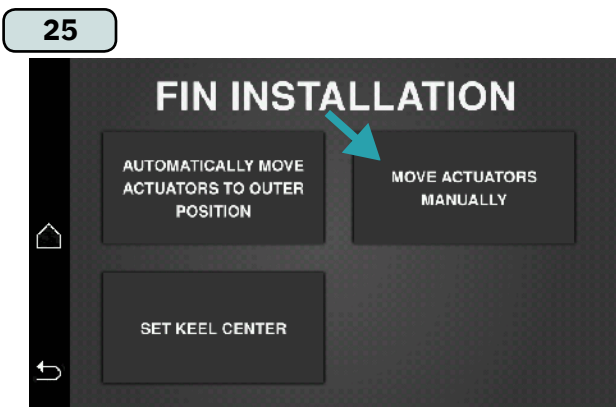 25
FIN INSTALLATION
AUTOMATICALLY MOVE
ACTUATORS TO OUTER
POSITION
MOVE ACTUATORS
MANUALLY
SET KEEL CENTER